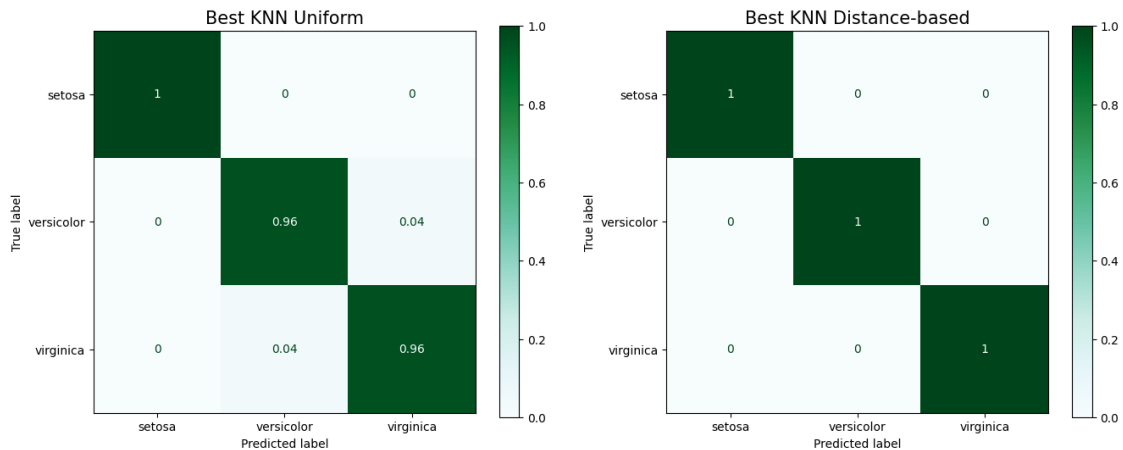 Best KNN Uniform
setosa
versicolor
virginica
True label
1 0 0
0 0.96 0.04
0 0.04 0.96
setosa versicolor virginica
Predicted label
1.0
0.8
0.6
0.4
0.2
0.0
Best KNN Distance-based
setosa
versicolor
virginica
True label
1 0 0
0 1 0
0 0 1
setosa versicolor virginica
Predicted label
1.0
0.8
0.6
0.4
0.2
0.0